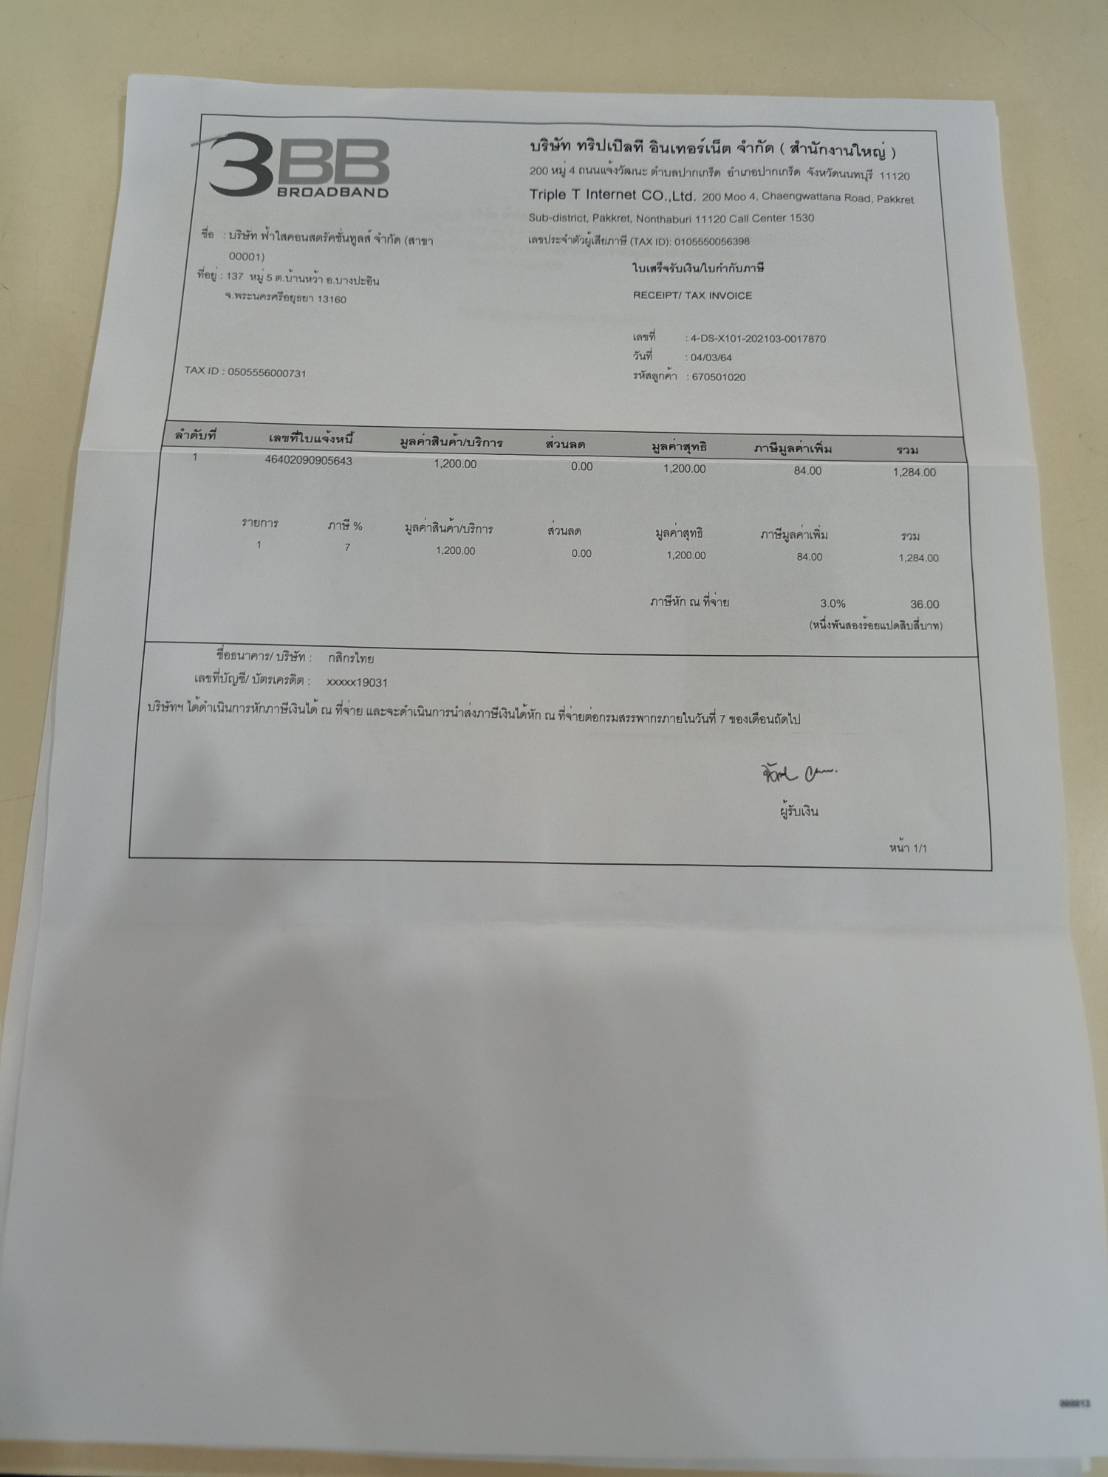 3BB
BROADBAND
บริษัท ทริปเปิลที อินเทอร์เน็ต จำกัด ( สำนักงานใหญ่ )
200 หมู่ 4 ถนนแจ้งวัฒนะ ตำบลปากเกร็ด อำเภอปากเกร็ด จังหวัดนนทบุรี 11120
Triple T Internet CO.,Ltd. 200 Moo 4, Chaengwattana Road, Pakkret
Sub-district, Pakkret, Nonthaburi 11120 Call Center 1530
เลขประจำตัวผู้เสียภาษี (TAX ID): 0105550056398
ชื่อ : บริษัท ฟ้าใสคอนสตรัคชั่นทูลส์ จำกัด (สาขา
00001)
ที่อยู่ : 137 หมู่ 5 ต.บ้านหว้า อ.บางปะอิน
จ.พระนครศรีอยุธยา 13160
ใบเสร็จรับเงิน/ใบกำกับภาษี
RECEIPT/ TAX INVOICE
เลขที่ : 4-DS-X101-202103-0017870
วันที่ : 04/03/64
รหัสลูกค้า : 670501020
TAX ID : 0505556000731
ลำดับที่ เลขที่ใบแจ้งหนี้ มูลค่าสินค้า/บริการ ส่วนลด มูลค่าสุทธิ ภาษีมูลค่าเพิ่ม รวม
1 46402090905643 1,200.00 0.00 1,200.00 84.00 1,284.00
รายการ ภาษี % มูลค่าสินค้า/บริการ ส่วนลด มูลค่าสุทธิ ภาษีมูลค่าเพิ่ม รวม
1 7 1,200.00 0.00 1,200.00 84.00 1,284.00
ภาษีหัก ณ ที่จ่าย 3.0% 36.00
(หนึ่งพันสองร้อยแปดสิบสี่บาท)
ชื่อธนาคาร/ บริษัท : กสิกรไทย
เลขที่บัญชี/ บัตรเครดิต : xxxxx19031
บริษัทฯ ได้ดำเนินการหักภาษีเงินได้ ณ ที่จ่าย และจะดำเนินการนำส่งภาษีเงินได้หัก ณ ที่จ่ายต่อกรมสรรพากรภายในวันที่ 7 ของเดือนถัดไป
ผู้รับเงิน
หน้า 1/1